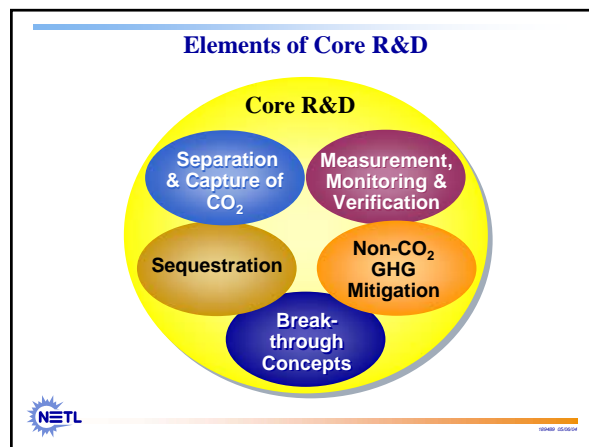 Elements of Core R&D
Core R&D
Separation
& Capture of
CO₂
Measurement,
Monitoring &
Verification
Sequestration
Non-CO₂
GHG
Mitigation
Break-
through
Concepts
NETL